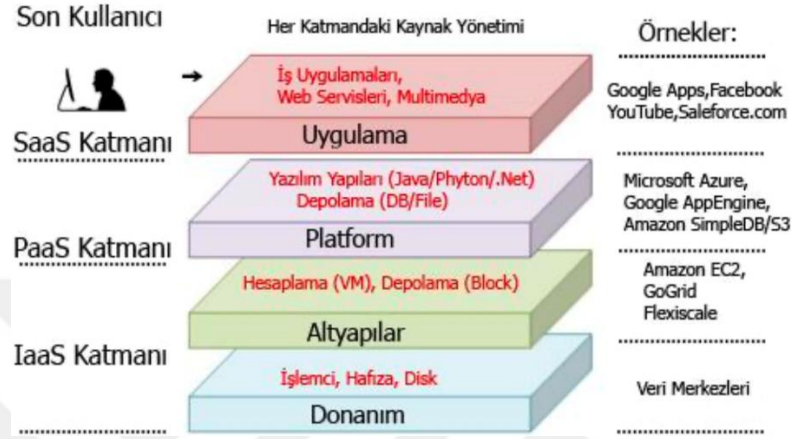 Son Kullanıcı
Her Katmandaki Kaynak Yönetimi
Örnekler:
İş Uygulamaları,
Web Servisleri, Multimedya
Uygulama
Google Apps,Facebook
YouTube,Saleforce.com
SaaS Katmanı
Yazılım Yapıları (Java/Phyton/.Net)
Depolama (DB/File)
Platform
Microsoft Azure,
Google AppEngine,
Amazon SimpleDB/S3
PaaS Katmanı
Hesaplama (VM), Depolama (Block)
Altyapılar
Amazon EC2,
GoGrid
Flexiscale
IaaS Katmanı
İşlemci, Hafıza, Disk
Donanım
Veri Merkezleri